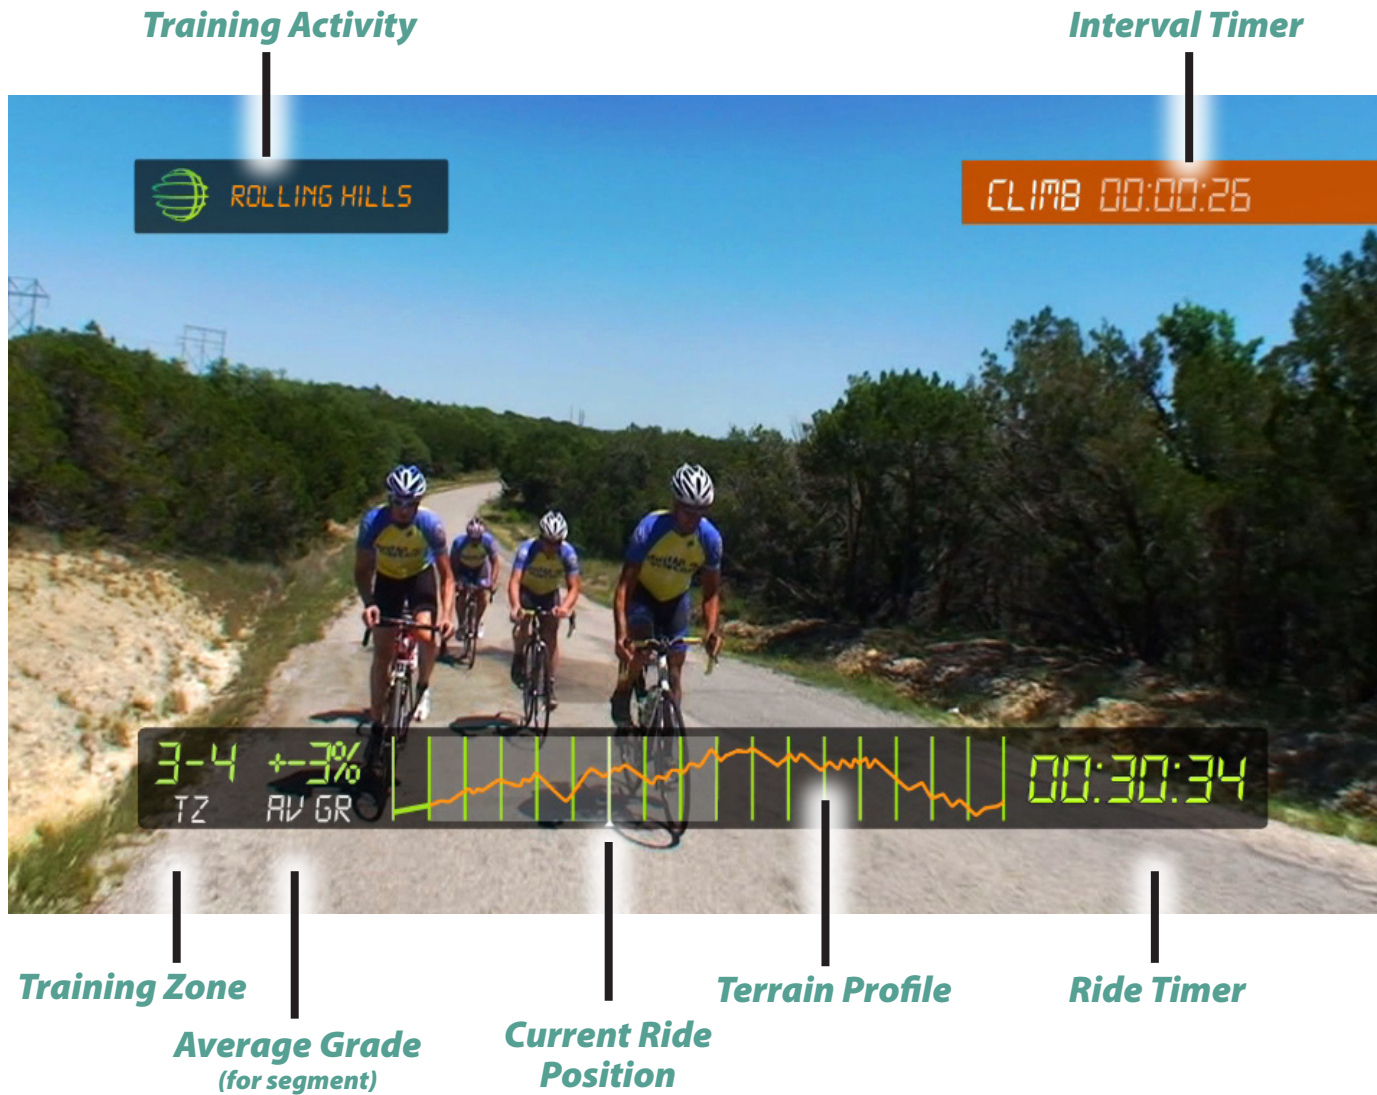 Training Activity
Interval Timer
ROLLING HILLS
CLIMB 00:00:26
3-4
+-3%
TZ
AV GR
00:30:34
Training Zone
Average Grade
(for segment)
Current Ride
Position
Terrain Profile
Ride Timer